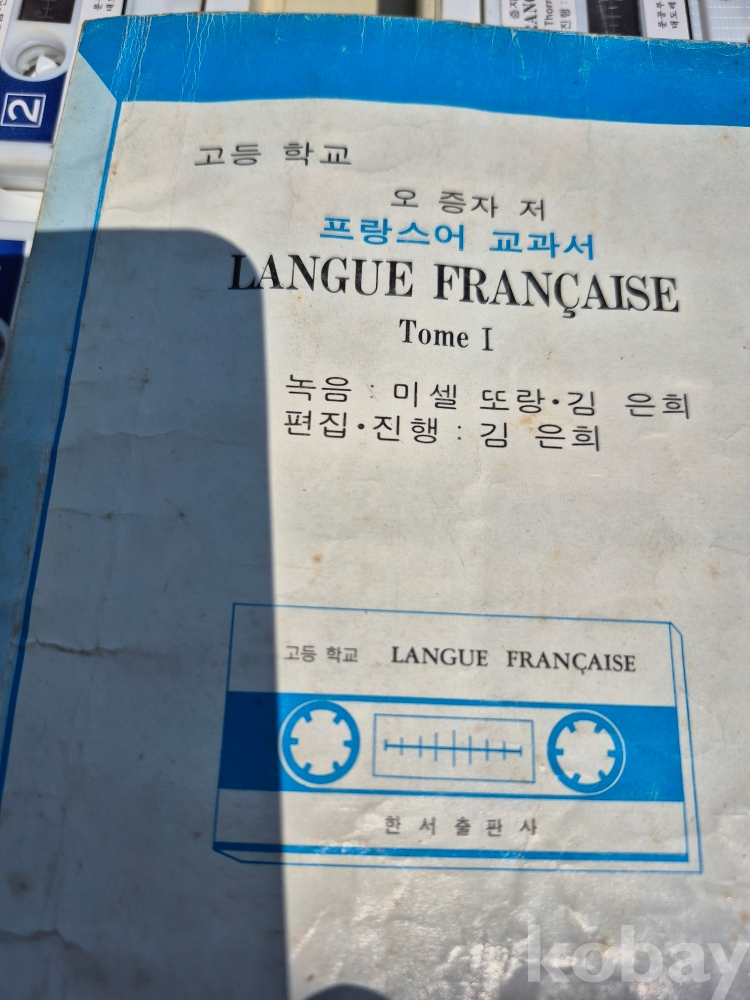 2
고등 학교
오 증자 저
프랑스어 교과서
LANGUE FRANÇAISE
Tome I
녹음 : 미셸 또랑·김 은희
편집·진행 : 김 은희
고등 학교 LANGUE FRANÇAISE
한 서 출 판 사
kobay